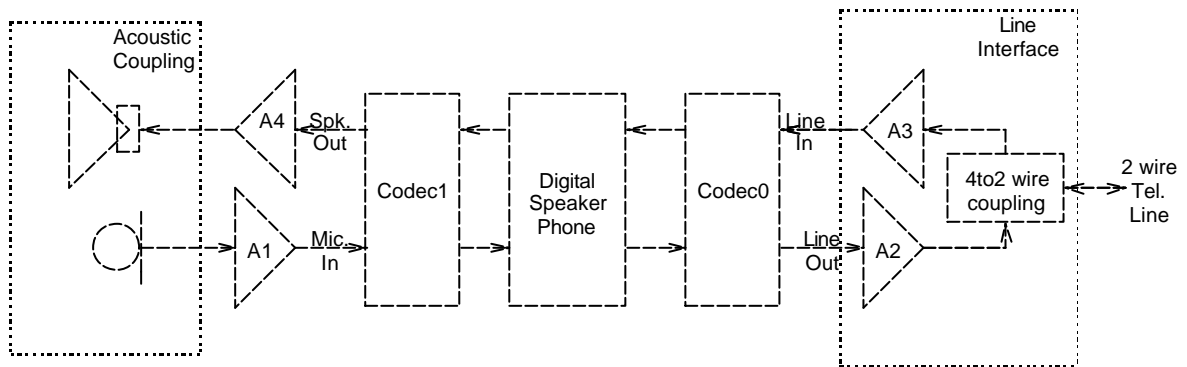 Acoustic
Coupling
Line
Interface
A4
Spk.
Out
Line
In
A3
Codec1
Digital
Speaker
Phone
Codec0
4to2 wire
coupling
2 wire
Tel.
Line
A1
Mic.
In
Line
Out
A2